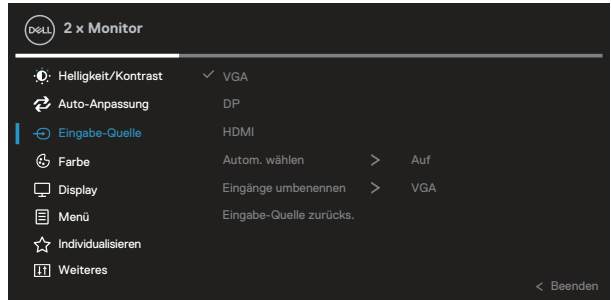 DELL 2 x Monitor
Helligkeit/Kontrast ✓ VGA
Auto-Anpassung DP
Eingabe-Quelle HDMI
Farbe Autom. wählen > Auf
Display Eingänge umbenennen > VGA
Menü Eingabe-Quelle zurücks.
Individualisieren
Weiteres
< Beenden